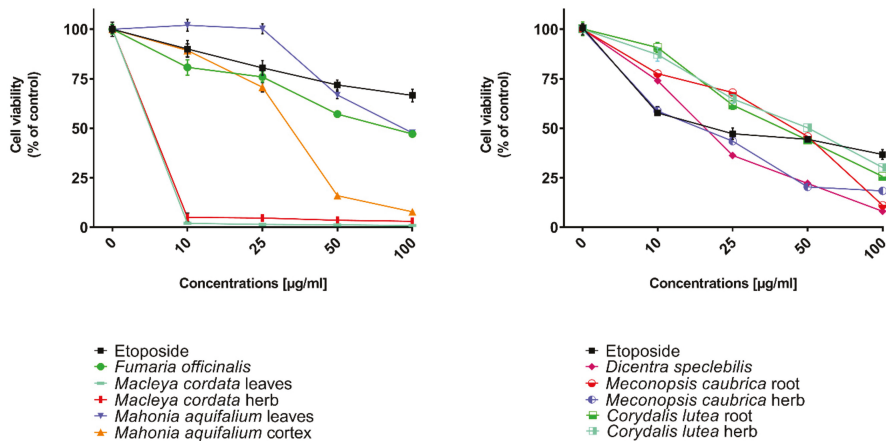 Cell viability
(% of control)
100
75
50
25
0
0
10
25
50
100
Concentrations [µg/ml]
Etoposide
Fumaria officinalis
Macleya cordata leaves
Macleya cordata herb
Mahonia aquifalium leaves
Mahonia aquifalium cortex
Cell viability
(% of control)
100
75
50
25
0
0
10
25
50
100
Concentrations [µg/ml]
Etoposide
Dicentra speclebilis
Meconopsis caubrica root
Meconopsis caubrica herb
Corydalis lutea root
Corydalis lutea herb